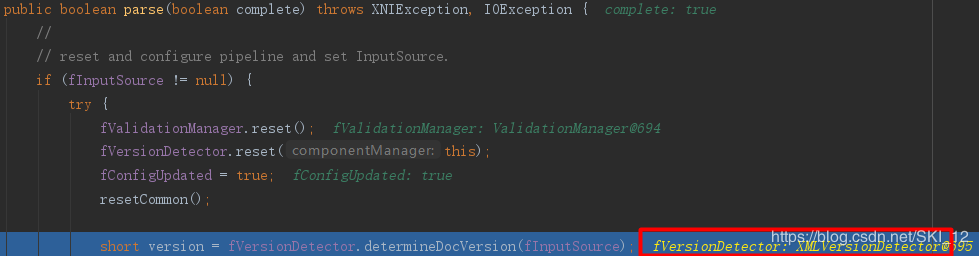 public boolean parse(boolean complete) throws XNIException, IOException {  complete: true
//
// reset and configure pipeline and set InputSource.
if (fInputSource != null) {
try {
fValidationManager.reset();  fValidationManager: ValidationManager@694
fVersionDetector.reset( componentManager: this);
fConfigUpdated = true;  fConfigUpdated: true
resetCommon();
short version = fVersionDetector.determineDocVersion(fInputSource);  fVersionDetector: XMLVersionDetector@695
https://blog.csdn.net/SKI_12